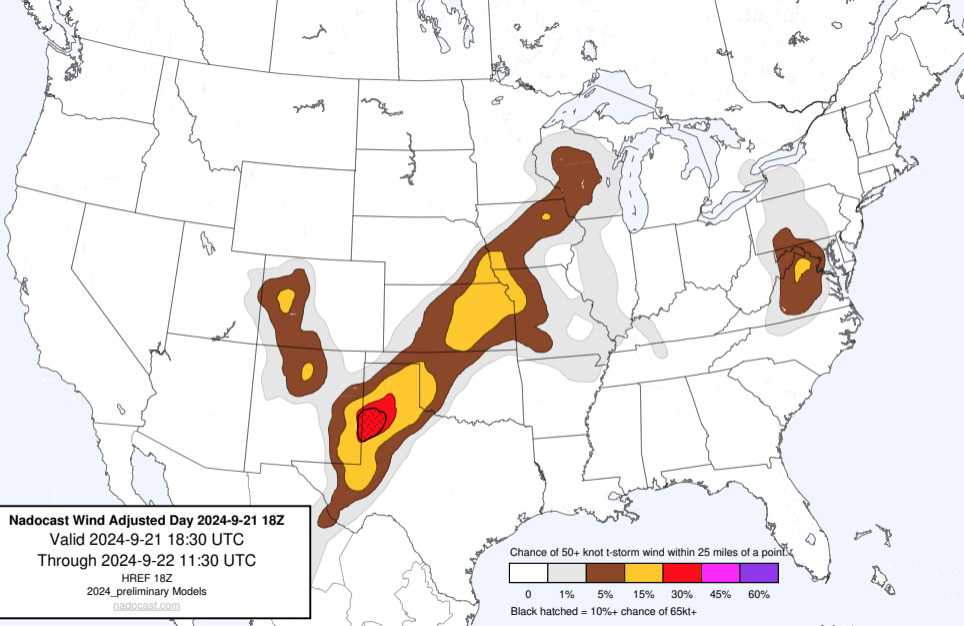 Nadocast Wind Adjusted Day 2024-9-21 18Z
Valid 2024-9-21 18:30 UTC
Through 2024-9-22 11:30 UTC
HREF 18Z
2024_preliminary Models
nadocast.com
Chance of 50+ knot t-storm wind within 25 miles of a point.
0 1% 5% 15% 30% 45% 60%
Black hatched = 10%+ chance of 65kt+